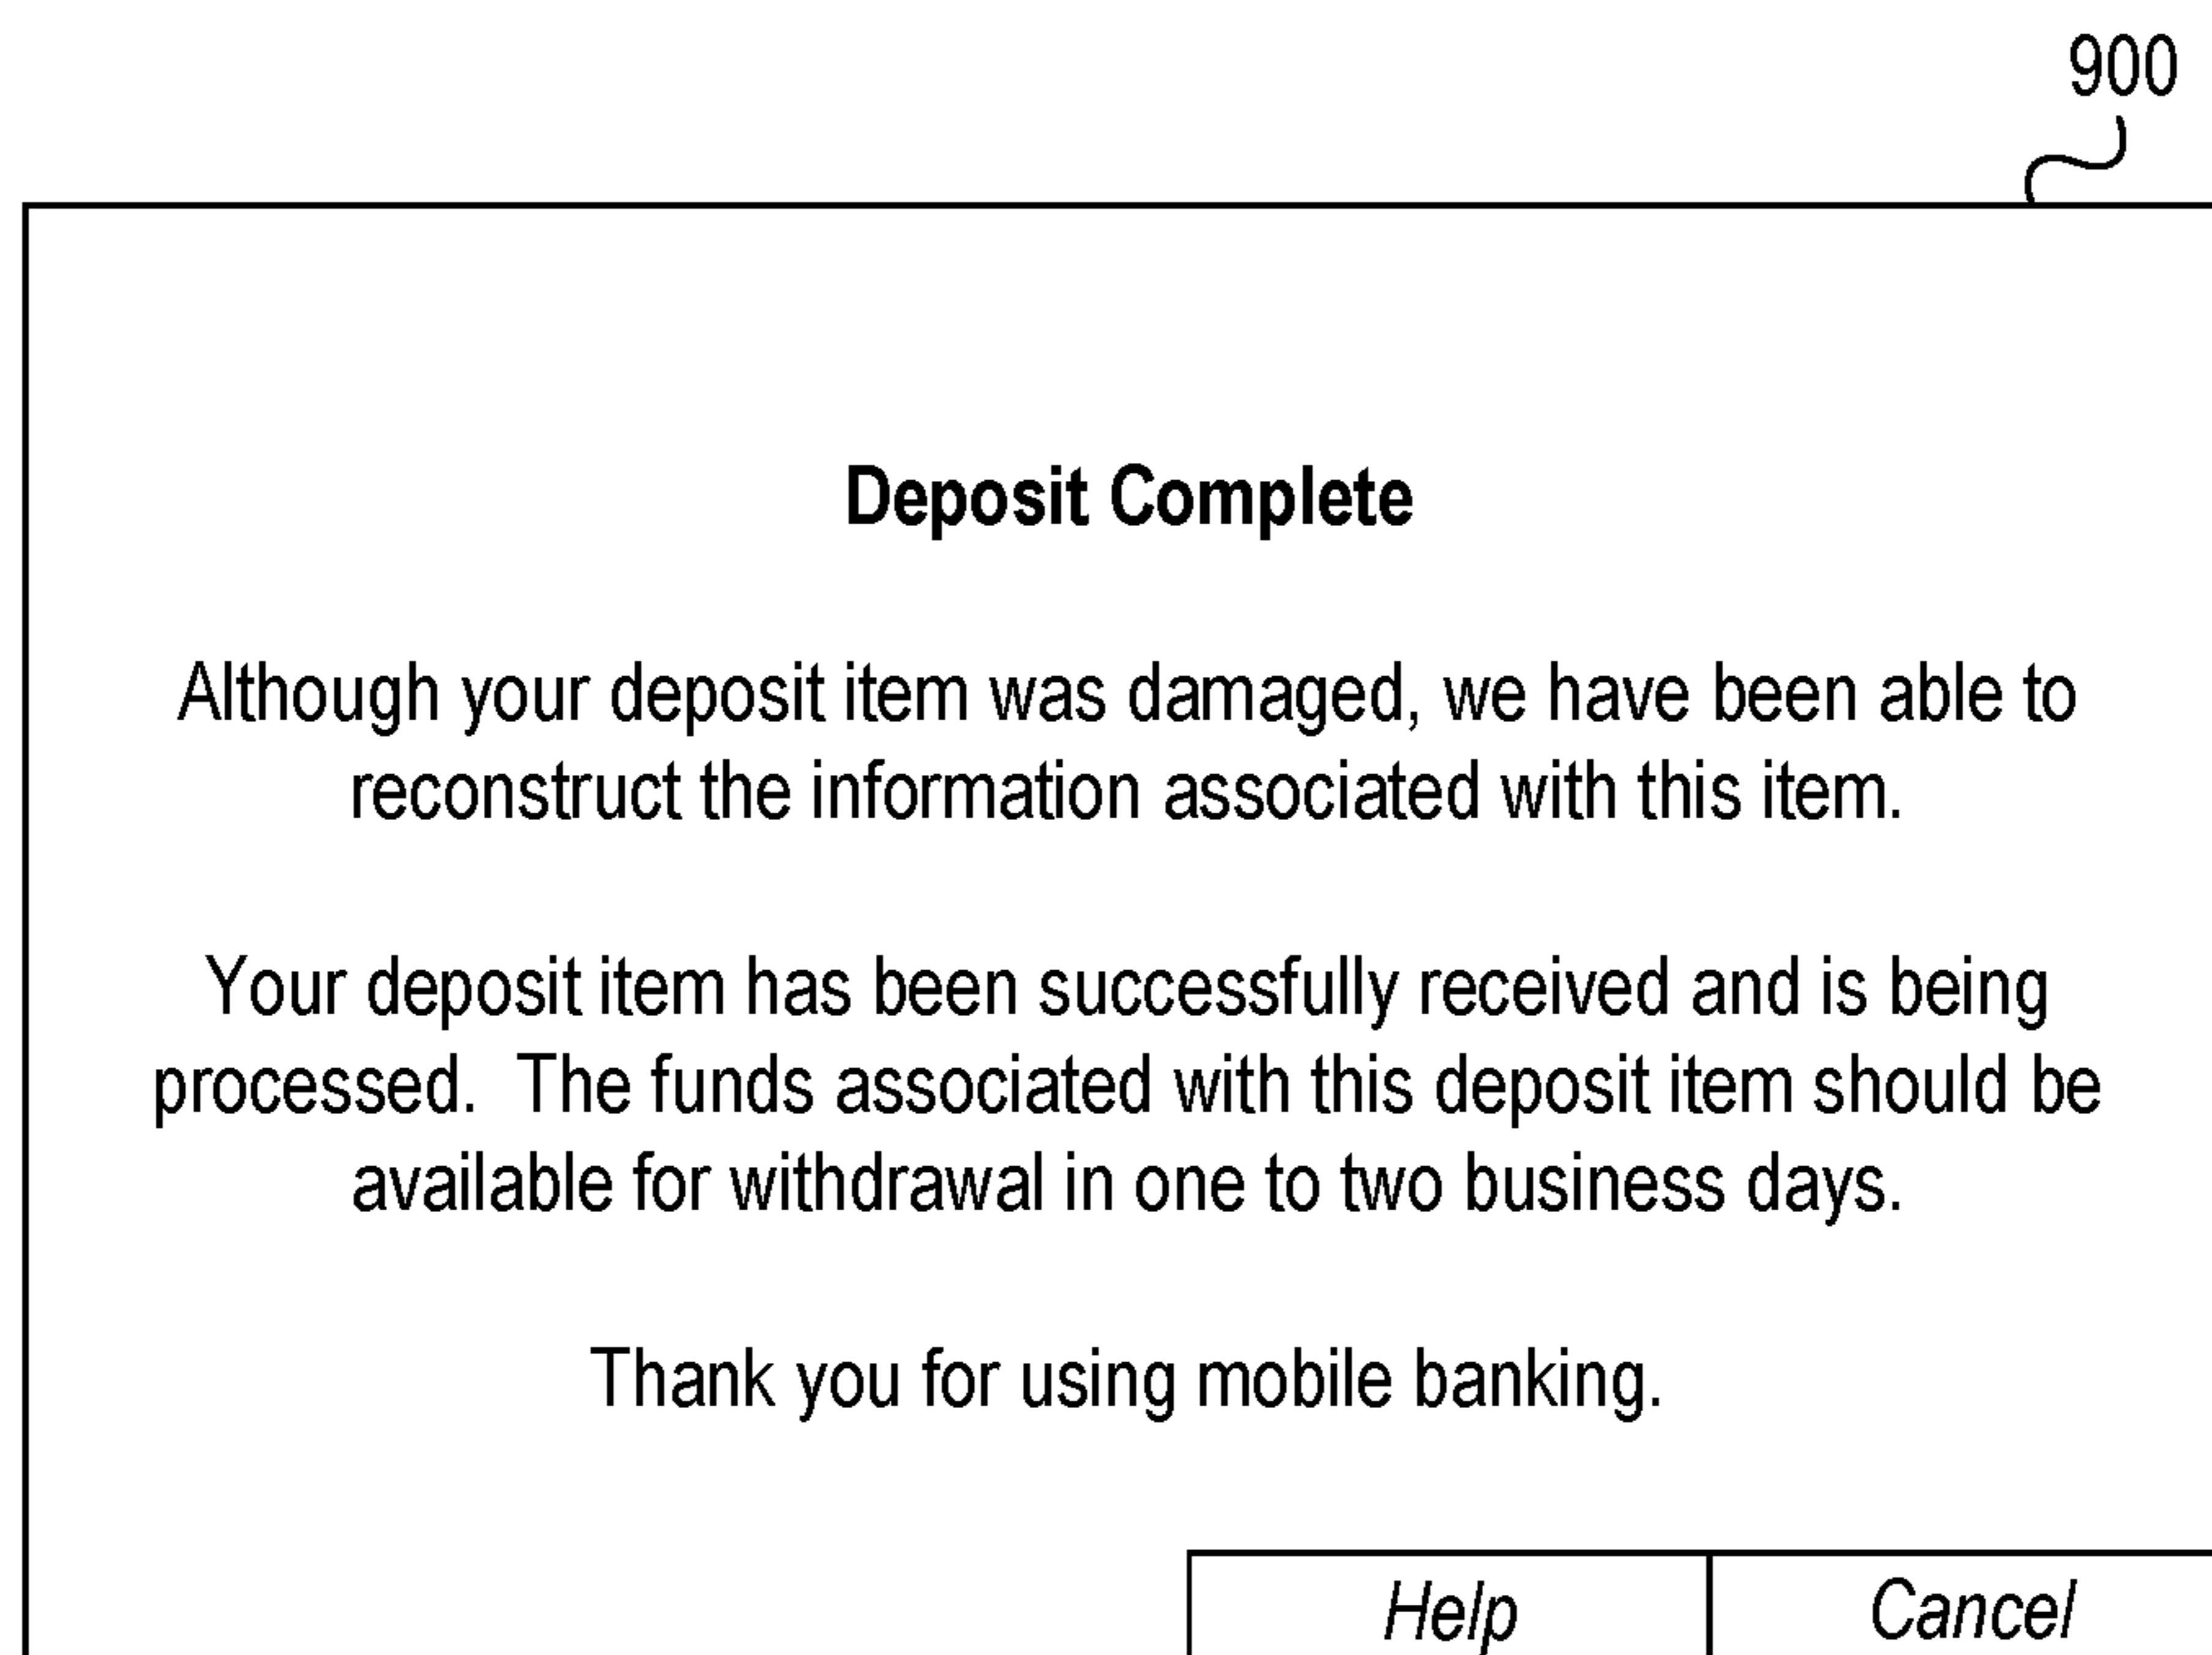 900
Deposit Complete
Although your deposit item was damaged, we have been able to
reconstruct the information associated with this item.
Your deposit item has been successfully received and is being
processed.  The funds associated with this deposit item should be
available for withdrawal in one to two business days.
Thank you for using mobile banking.
Help Cancel